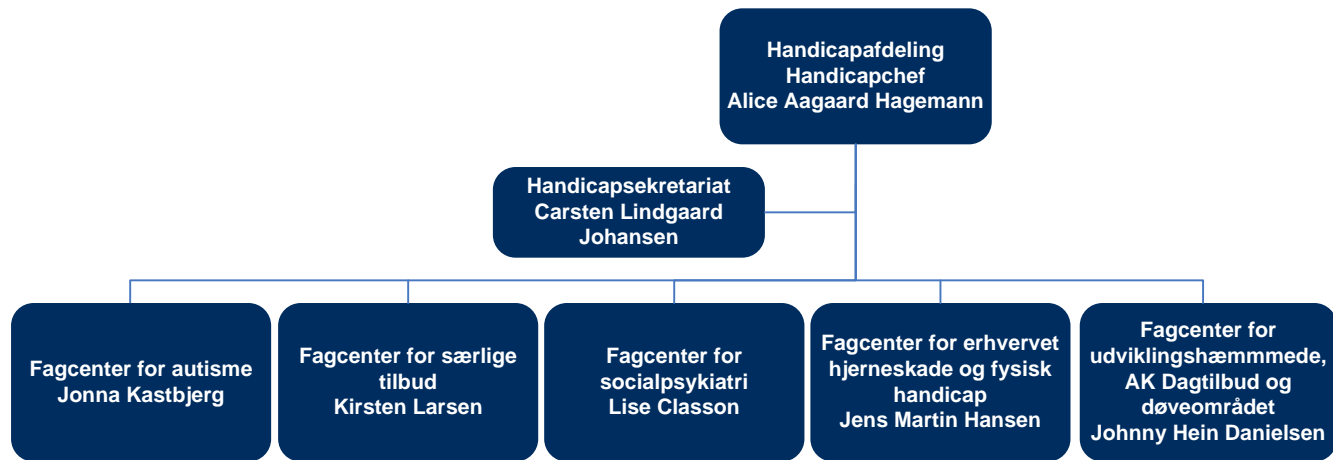 Handicapafdeling
Handicapchef
Alice Aagaard Hagemann
Handicapsekretariat
Carsten Lindgaard
Johansen
Fagcenter for autisme
Jonna Kastbjerg
Fagcenter for særlige
tilbud
Kirsten Larsen
Fagcenter for
socialpsykiatri
Lise Classon
Fagcenter for erhvervet
hjerneskade og fysisk
handicap
Jens Martin Hansen
Fagcenter for
udviklingshæmmmede,
AK Dagtilbud og
døveområdet
Johnny Hein Danielsen